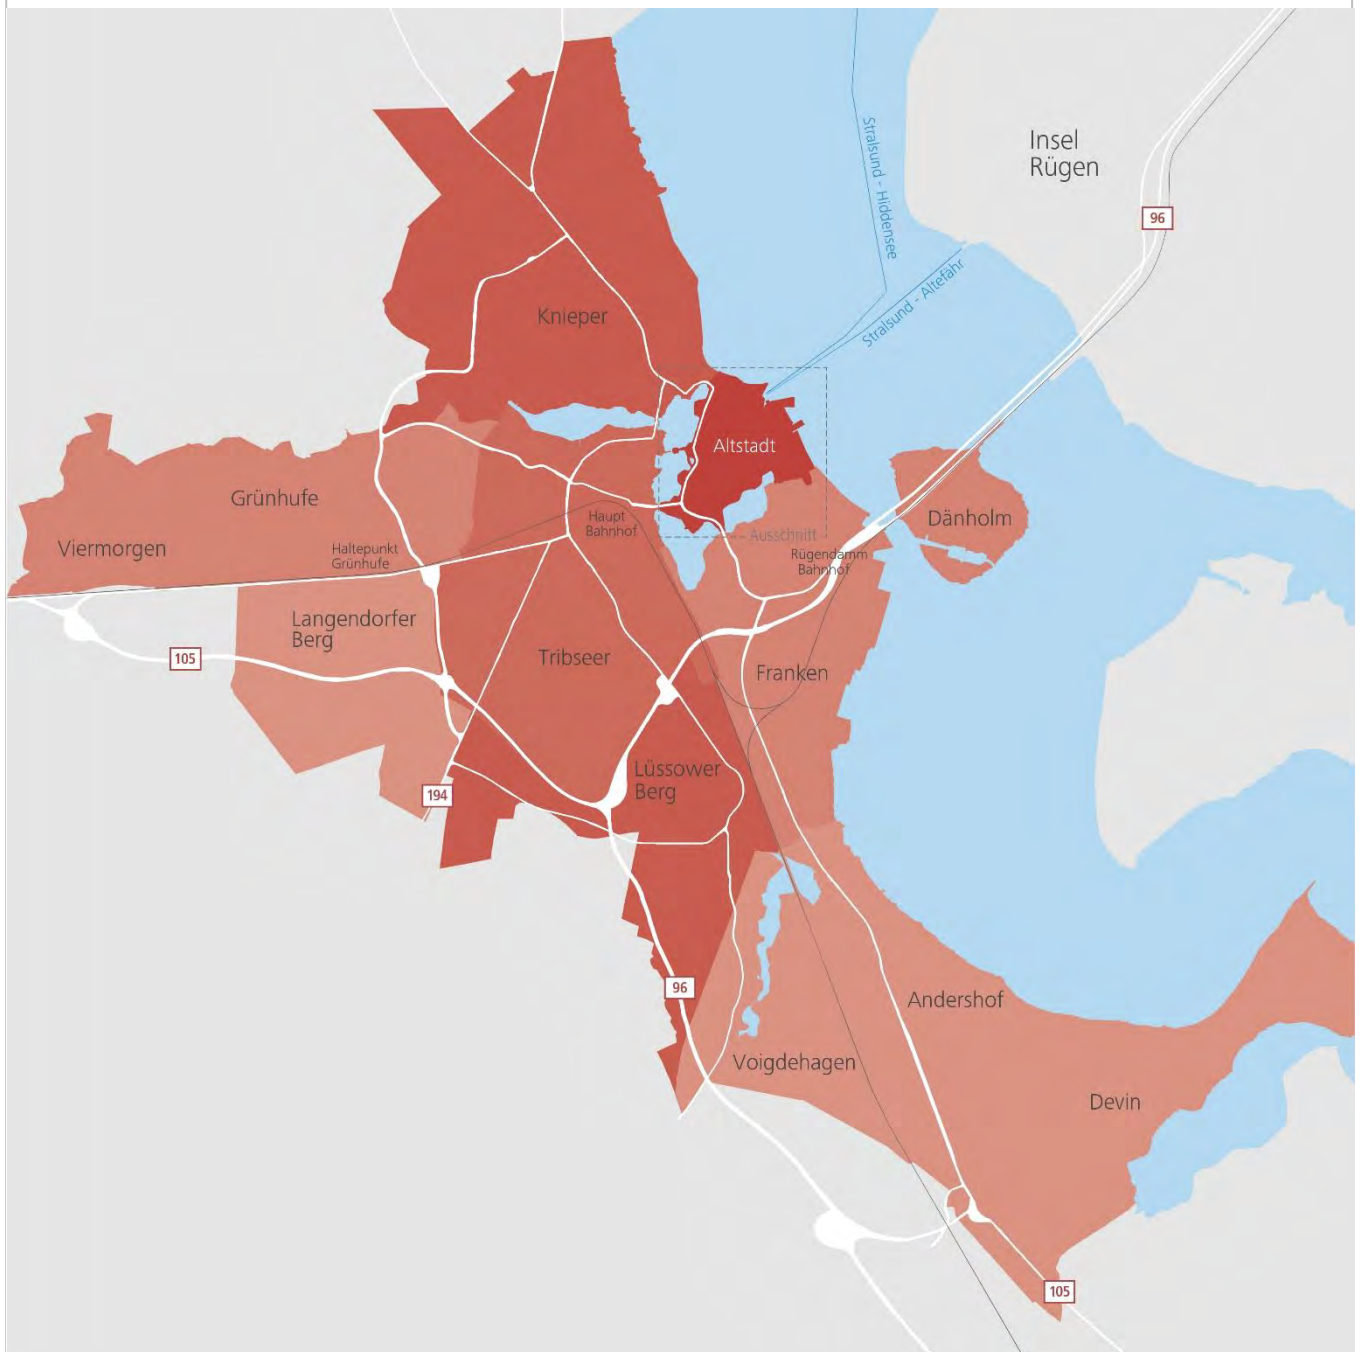 Insel
Rügen
Stralsund - Hiddensee
96
Stralsund - Altefähr
Knieper
Altstadt
Grünhufe
Viermorgen
Haupt
Bahnhof
Dänholm
Ausschnitt
Haltepunkt
Grünhufe
Rügendamm
Bahnhof
Langendorfer
Berg
105
Tribseer
Franken
Lüssower
Berg
194
96
Andershof
Voigdehagen
Devin
105